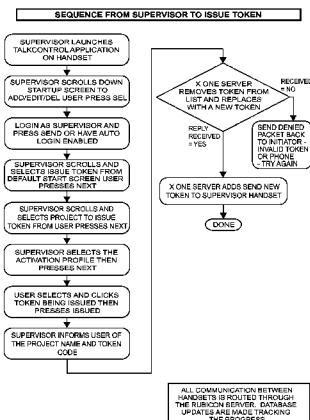 SEQUENCE FROM SUPERVISOR TO ISSUE TOKEN
SUPERVISOR LAUNCHES
TALKCONTROL APPLICATION
ON HANDSET
SUPERVISOR SCROLLS DOWN
STARTUP SCREEN TO
ADD/EDIT/DEL USER PRESS SEL
LOGIN AS SUPERVISOR AND
PRESS SEND OR HAVE AUTO
LOGIN ENABLED
SUPERVISOR SCROLLS AND
SELECTS ISSUE TOKEN FROM
DEFAULT START SCREEN USER
PRESSES NEXT
SUPERVISOR SCROLLS AND
SELECTS PROJECT TO ISSUE
TOKEN FROM USER PRESSES NEXT
SUPERVISOR SELECTS THE
ACTIVATION PROFILE THEN
PRESSES NEXT
USER SELECTS AND CLICKS
TOKEN BEING ISSUED THEN
PRESSES ISSUED
SUPERVISOR INFORMS USER OF
THE PROJECT NAME AND TOKEN
CODE
X ONE SERVER
REMOVES TOKEN FROM
LIST AND REPLACES
WITH A NEW TOKEN
RECEIVED
= NO
SEND DENIED
PACKET BACK
TO INITIATOR -
INVALID TOKEN
OR PHONE
- TRY AGAIN
REPLY
RECEIVED
= YES
X ONE SERVER ADDS SEND NEW
TOKEN TO SUPERVISOR HANDSET
DONE
ALL COMMUNICATION BETWEEN
HANDSETS IS ROUTED THROUGH
THE RUBICON SERVER. DATABASE
UPDATES ARE MADE TRACKING
THE PROGRESS